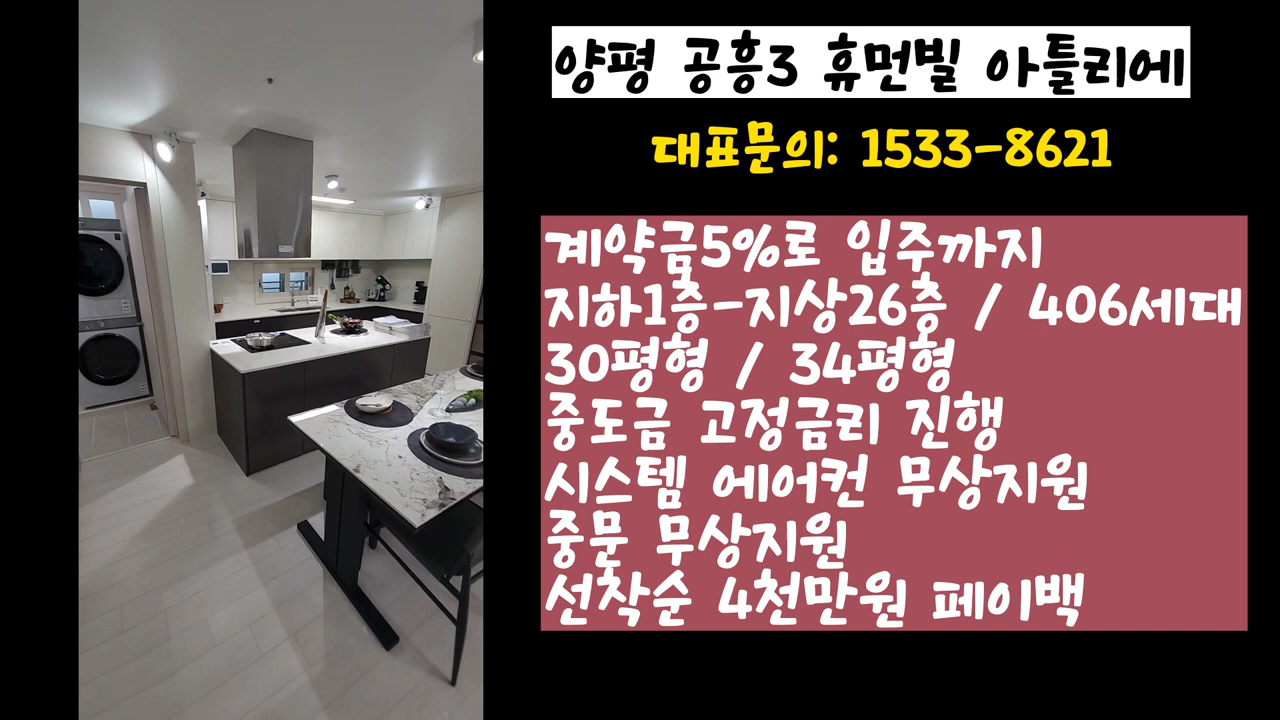 양평 공흥3 휴먼빌 아틀리에
대표문의: 1533-8621
계약금5%로 입주까지
지하1층-지상26층 / 406세대
30평형 / 34평형
중도금 고정금리 진행
시스템 에어컨 무상지원
중문 무상지원
선착순 4천만원 페이백